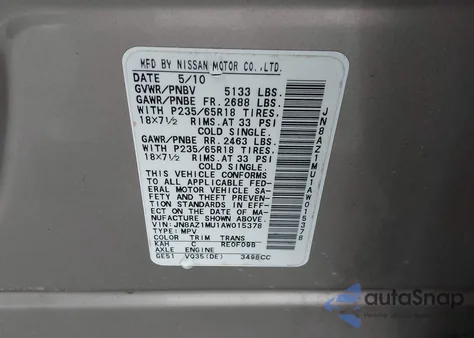 MFD BY NISSAN MOTOR CO.,LTD.
DATE 5/10
GVWR/PNBV 5133 LBS.
GAWR/PNBE FR. 2688 LBS.
WITH P235/65R18 TIRES,
18x7½ RIMS. AT 33 PSI
COLD SINGLE.
GAWR/PNBE RR. 2463 LBS.
WITH P235/65R18 TIRES,
18x7½ RIMS. AT 33 PSI
COLD SINGLE.
THIS VEHICLE CONFORMS
TO ALL APPLICABLE FED-
ERAL MOTOR VEHICLE SA-
FETY AND THEFT PREVEN-
TION STANDARDS IN EFF-
ECT ON THE DATE OF MA-
NUFACTURE SHOWN ABOVE.
VIN: JN8AZ1MU1AW015378
TYPE: MPV
COLOR TRIM TRANS
KAH C RE0F09B
AXLE ENGINE
GE51 VQ35(DE) 3498CC
JN8AZ1MU1AW015378
autoSnap